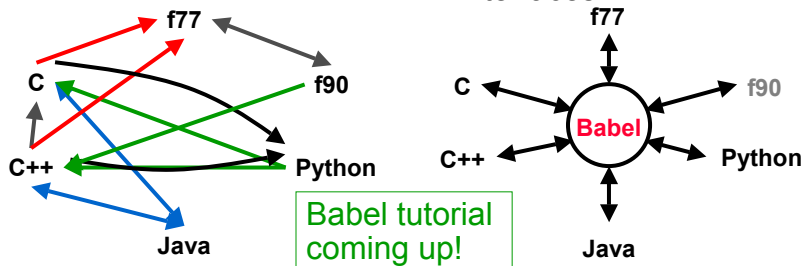 f77
C
f90
C++
Python
Java
Babel tutorial
coming up!
f77
C
f90
Babel
C++
Python
Java